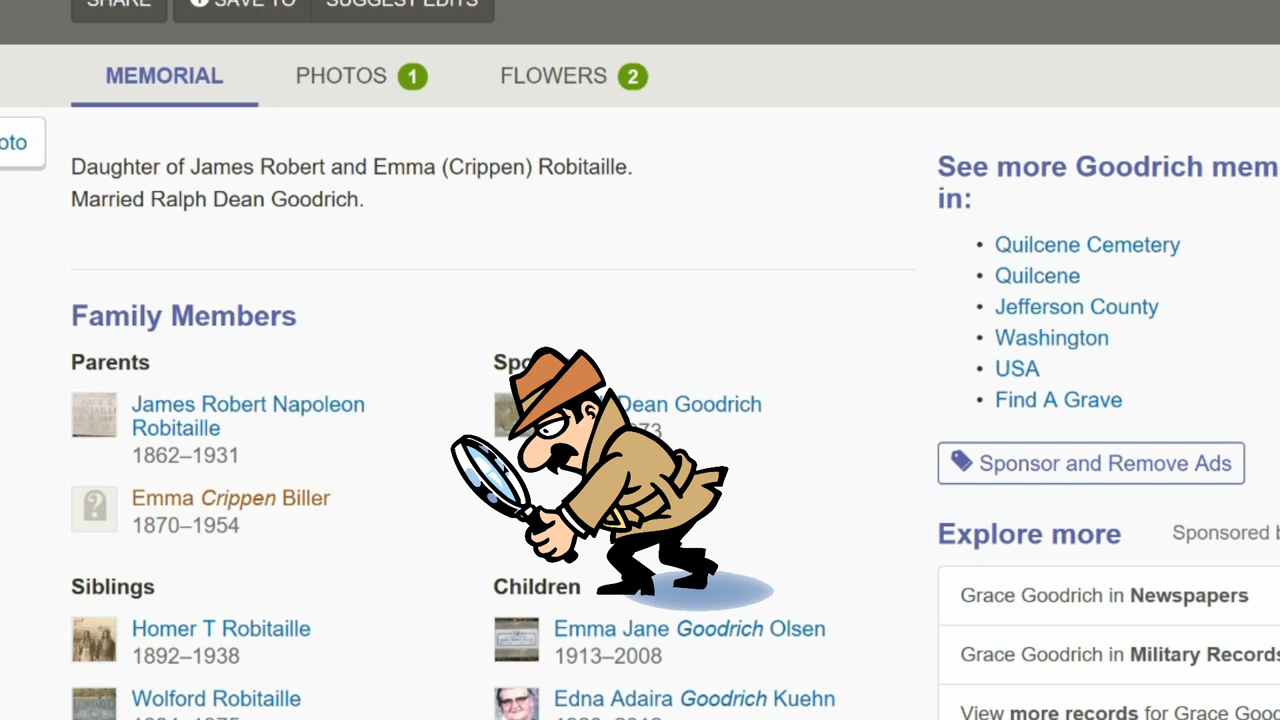 SHARE SAVE TO SUGGEST EDITS
MEMORIAL PHOTOS 1 FLOWERS 2
oto
Daughter of James Robert and Emma (Crippen) Robitaille.
Married Ralph Dean Goodrich.
See more Goodrich mem
in:
• Quilcene Cemetery
• Quilcene
• Jefferson County
• Washington
• USA
• Find A Grave
Sponsor and Remove Ads
Family Members
Parents
James Robert Napoleon
Robitaille
1862–1931
Emma Crippen Biller
1870–1954
Spo
Dean Goodrich
73
Siblings
Homer T Robitaille
1892–1938
Wolford Robitaille
Children
Emma Jane Goodrich Olsen
1913–2008
Edna Adaira Goodrich Kuehn
Explore more Sponsored b
Grace Goodrich in Newspapers
Grace Goodrich in Military Records
View more records for Grace Good